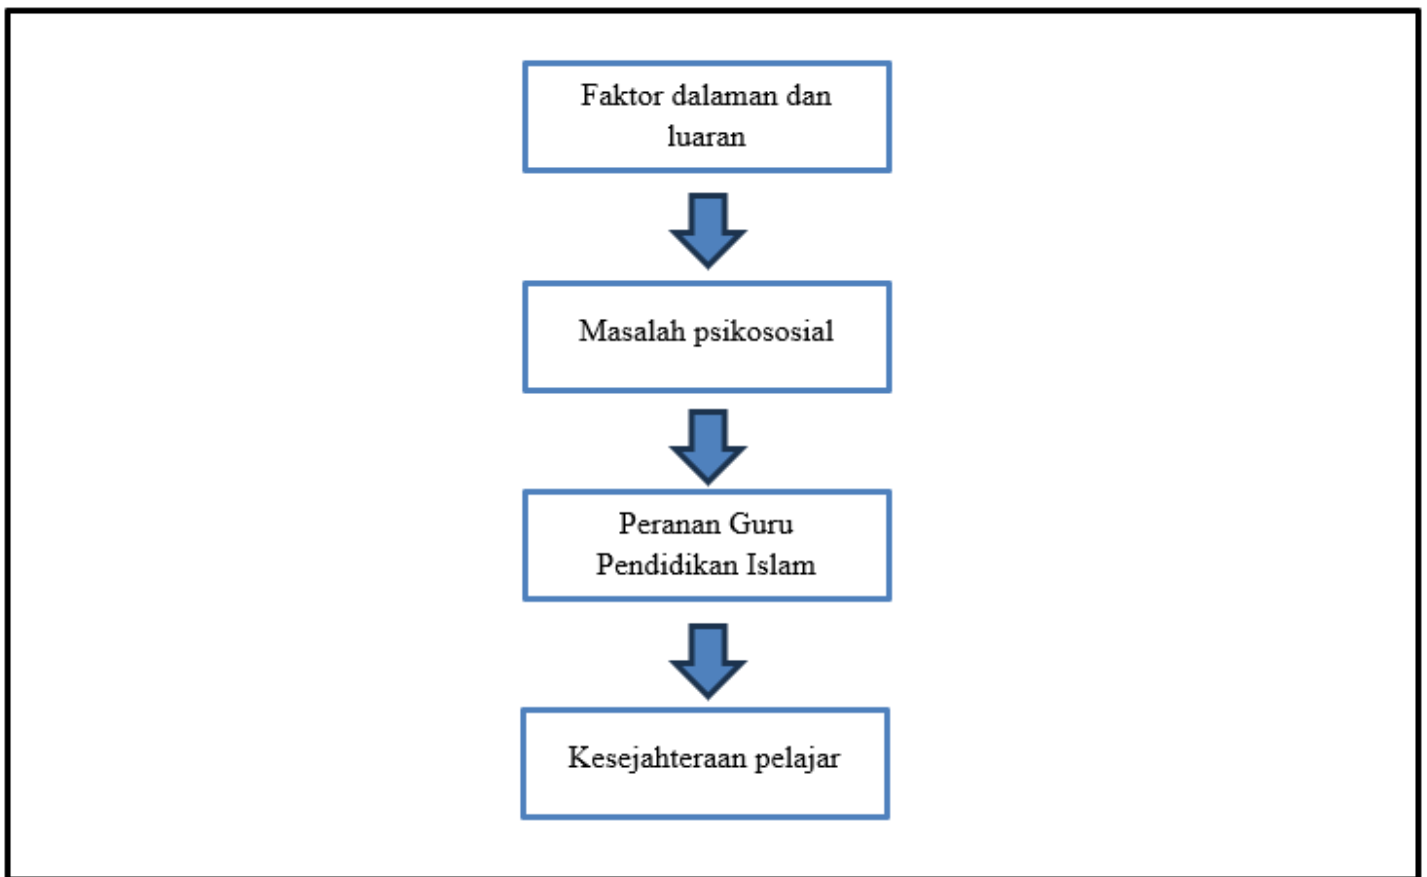 Faktor dalaman dan
luaran
Masalah psikososial
Peranan Guru
Pendidikan Islam
Kesejahteraan pelajar